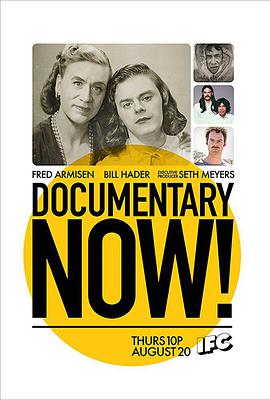 FRED ARMISEN BILL HADER EXECUTIVE PRODUCER SETH MEYERS
DOCUMENTARY
NOW!
THURS 10P
AUGUST 20 IFC